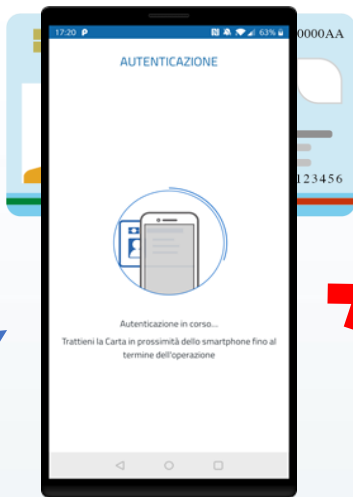 17:20 P 63%
0000AA
AUTENTICAZIONE
123456
Autenticazione in corso...
Trattieni la Carta in prossimità dello smartphone fino al
termine dell'operazione